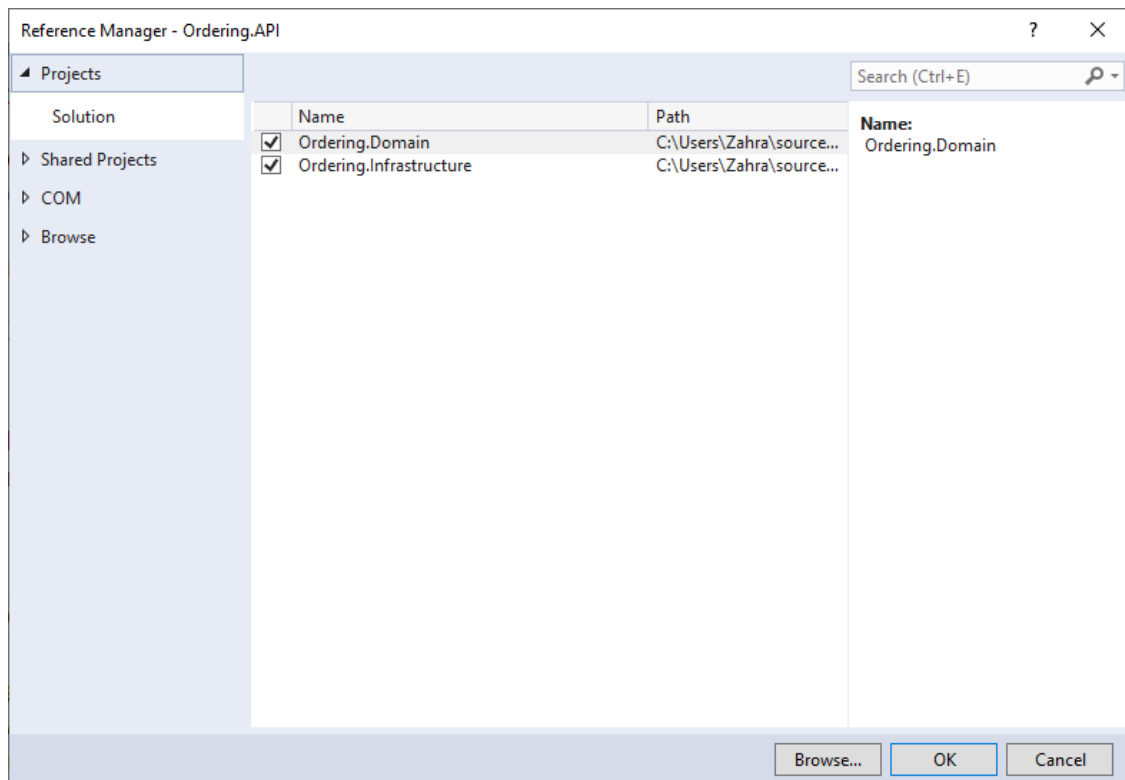 Reference Manager - Ordering.API
?
Projects
Solution
Shared Projects
COM
Browse
Search (Ctrl+E)
Name Path
Ordering.Domain C:\Users\Zahra\source...
Ordering.Infrastructure C:\Users\Zahra\source...
Name:
Ordering.Domain
Browse... OK Cancel